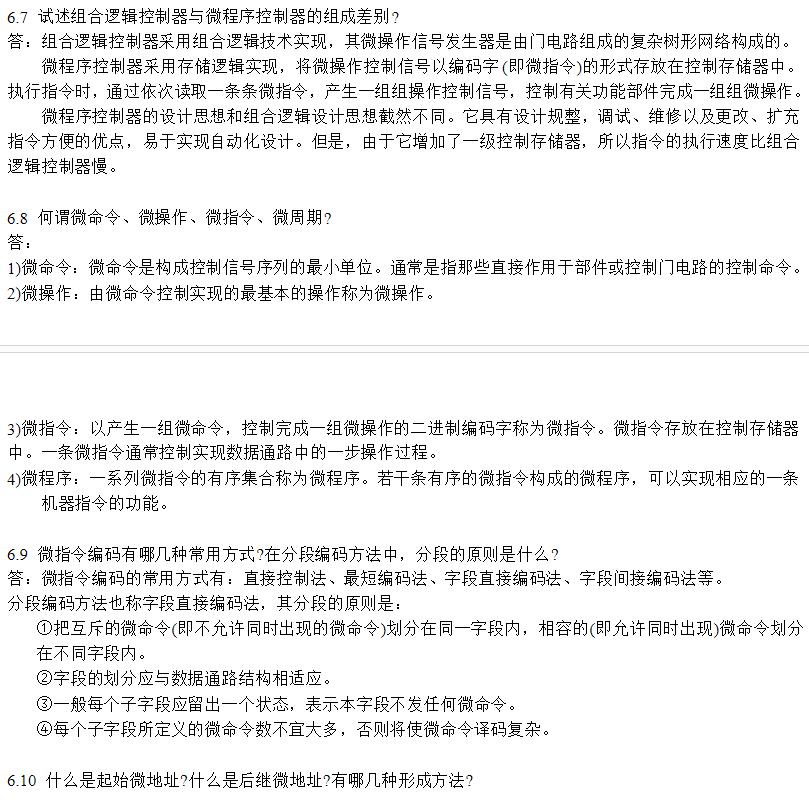 6.7 试述组合逻辑控制器与微程序控制器的组成差别?
答：组合逻辑控制器采用组合逻辑技术实现，其微操作信号发生器是由门电路组成的复杂树形网络构成的。
微程序控制器采用存储逻辑实现，将微操作控制信号以编码字(即微指令)的形式存放在控制存储器中。
执行指令时，通过依次读取一条条微指令，产生一组组操作控制信号，控制有关功能部件完成一组组微操作。
微程序控制器的设计思想和组合逻辑设计思想截然不同。它具有设计规整，调试、维修以及更改、扩充
指令方便的优点，易于实现自动化设计。但是，由于它增加了一级控制存储器，所以指令的执行速度比组合
逻辑控制器慢。
6.8 何谓微命令、微操作、微指令、微周期?
答：
1)微命令：微命令是构成控制信号序列的最小单位。通常是指那些直接作用于部件或控制门电路的控制命令。
2)微操作：由微命令控制实现的最基本的操作称为微操作。
3)微指令：以产生一组微命令，控制完成一组微操作的二进制编码字称为微指令。微指令存放在控制存储器
中。一条微指令通常控制实现数据通路中的一步操作过程。
4)微程序：一系列微指令的有序集合称为微程序。若干条有序的微指令构成的微程序，可以实现相应的一条
机器指令的功能。
6.9 微指令编码有哪几种常用方式?在分段编码方法中，分段的原则是什么?
答：微指令编码的常用方式有：直接控制法、最短编码法、字段直接编码法、字段间接编码法等。
分段编码方法也称字段直接编码法，其分段的原则是：
①把互斥的微命令(即不允许同时出现的微命令)划分在同一字段内，相容的(即允许同时出现)微命令划分
在不同字段内。
②字段的划分应与数据通路结构相适应。
③一般每个子字段应留出一个状态，表示本字段不发任何微命令。
④每个子字段所定义的微命令数不宜大多，否则将使微命令译码复杂。
6.10 什么是起始微地址?什么是后继微地址?有哪几种形成方法?